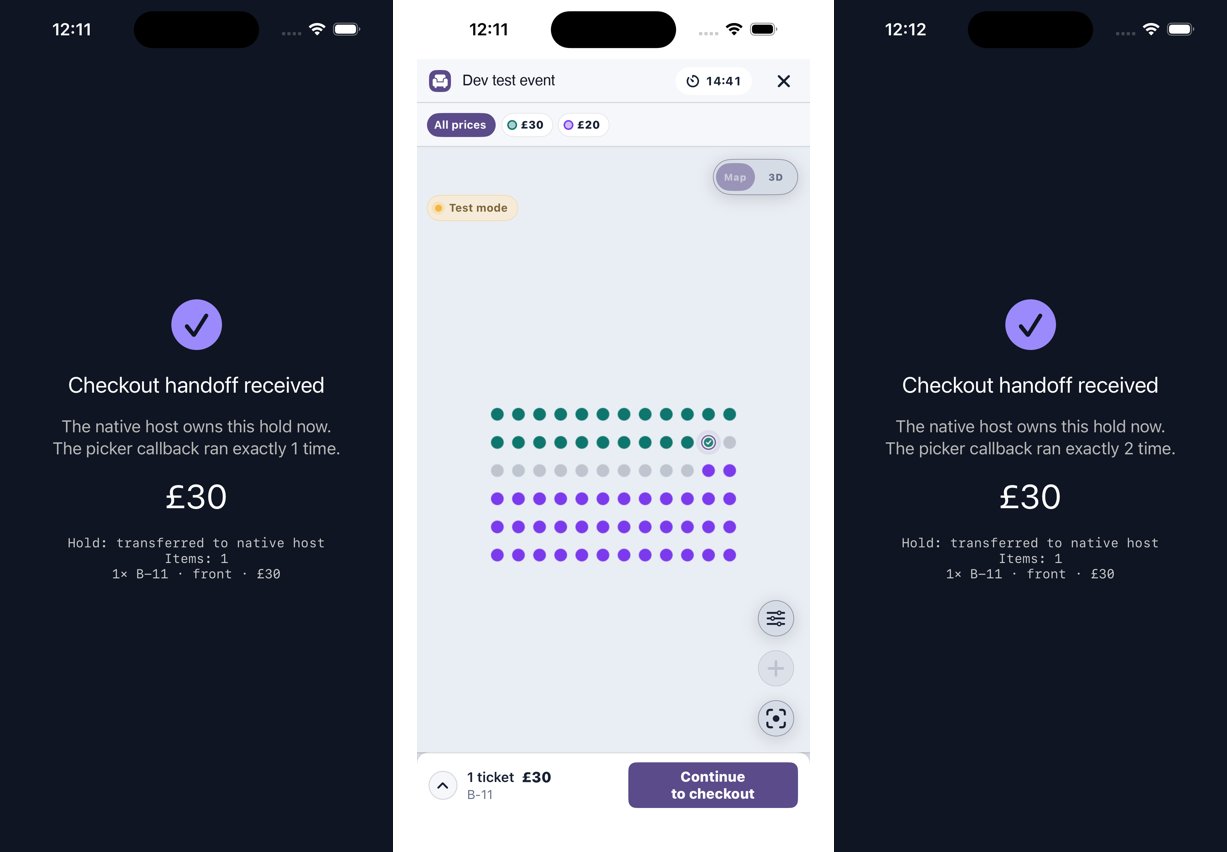 12:11
Checkout handoff received
The native host owns this hold now.
The picker callback ran exactly 1 time.
£30
Hold: transferred to native host
Items: 1
1× B–11 · front · £30
12:11
Dev test event
14:41
All prices
£30
£20
Map
3D
Test mode
1 ticket £30
B-11
Continue
to checkout
12:12
Checkout handoff received
The native host owns this hold now.
The picker callback ran exactly 2 time.
£30
Hold: transferred to native host
Items: 1
1× B–11 · front · £30